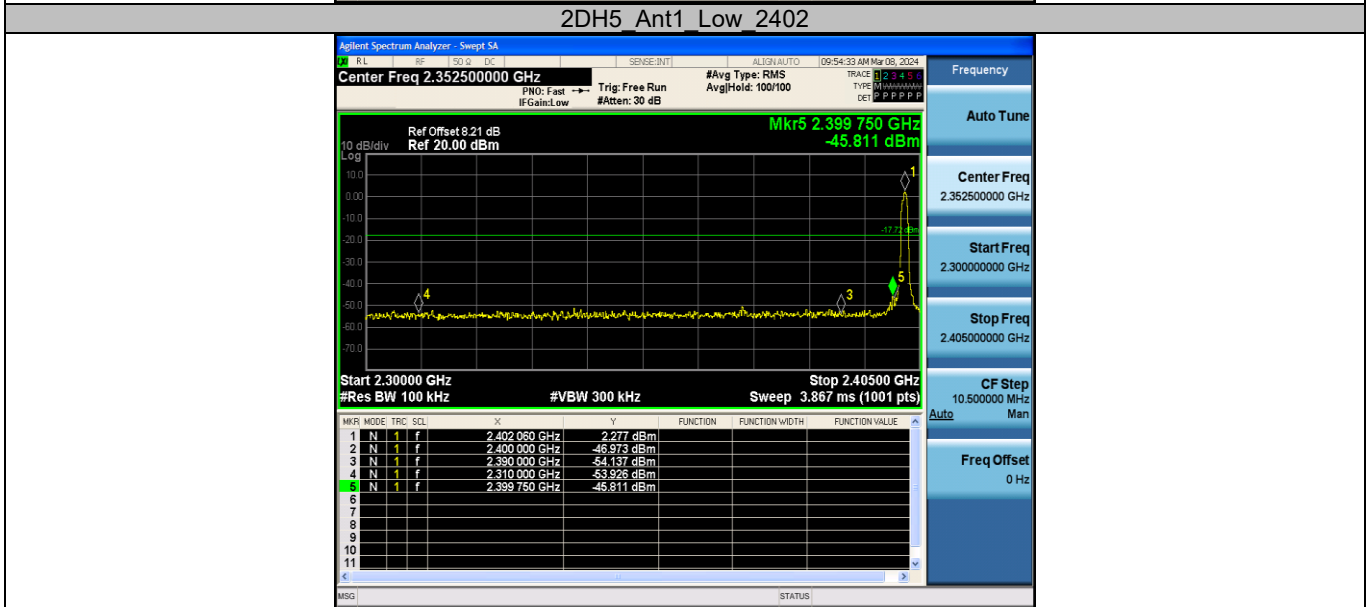 2DH5_Ant1_Low_2402
Agilent Spectrum Analyzer - Swept SA
RL RF 50 Ω DC SENSE:INT ALIGNAUTO 09:54:33 AM Mar 08, 2024
Center Freq 2.352500000 GHz
PNO: Fast
IFGain:Low
Trig: Free Run
#Atten: 30 dB
#Avg Type: RMS
Avg|Hold: 100/100
TRACE 1 2 3 4 5 6
TYPE M
DET P P P P P P
Frequency
Auto Tune
Center Freq
2.352500000 GHz
Start Freq
2.300000000 GHz
Stop Freq
2.405000000 GHz
CF Step
10.500000 MHz
Auto Man
Freq Offset
0 Hz
Mkr5 2.399 750 GHz
-45.811 dBm
Ref Offset 8.21 dB
10 dB/div Ref 20.00 dBm
Log
10.0
0.00
-10.0
-20.0
-30.0
-40.0
-50.0
-60.0
-70.0
1
-17.72 dBm
5
4
3
Start 2.30000 GHz Stop 2.40500 GHz
#Res BW 100 kHz #VBW 300 kHz Sweep 3.867 ms (1001 pts)
MKR MODE TRC SCL X Y FUNCTION FUNCTION WIDTH FUNCTION VALUE
1 N 1 f 2.402 060 GHz 2.277 dBm
2 N 1 f 2.400 000 GHz -46.973 dBm
3 N 1 f 2.390 000 GHz -54.137 dBm
4 N 1 f 2.310 000 GHz -53.926 dBm
5 N 1 f 2.399 750 GHz -45.811 dBm
6
7
8
9
10
11
MSG STATUS